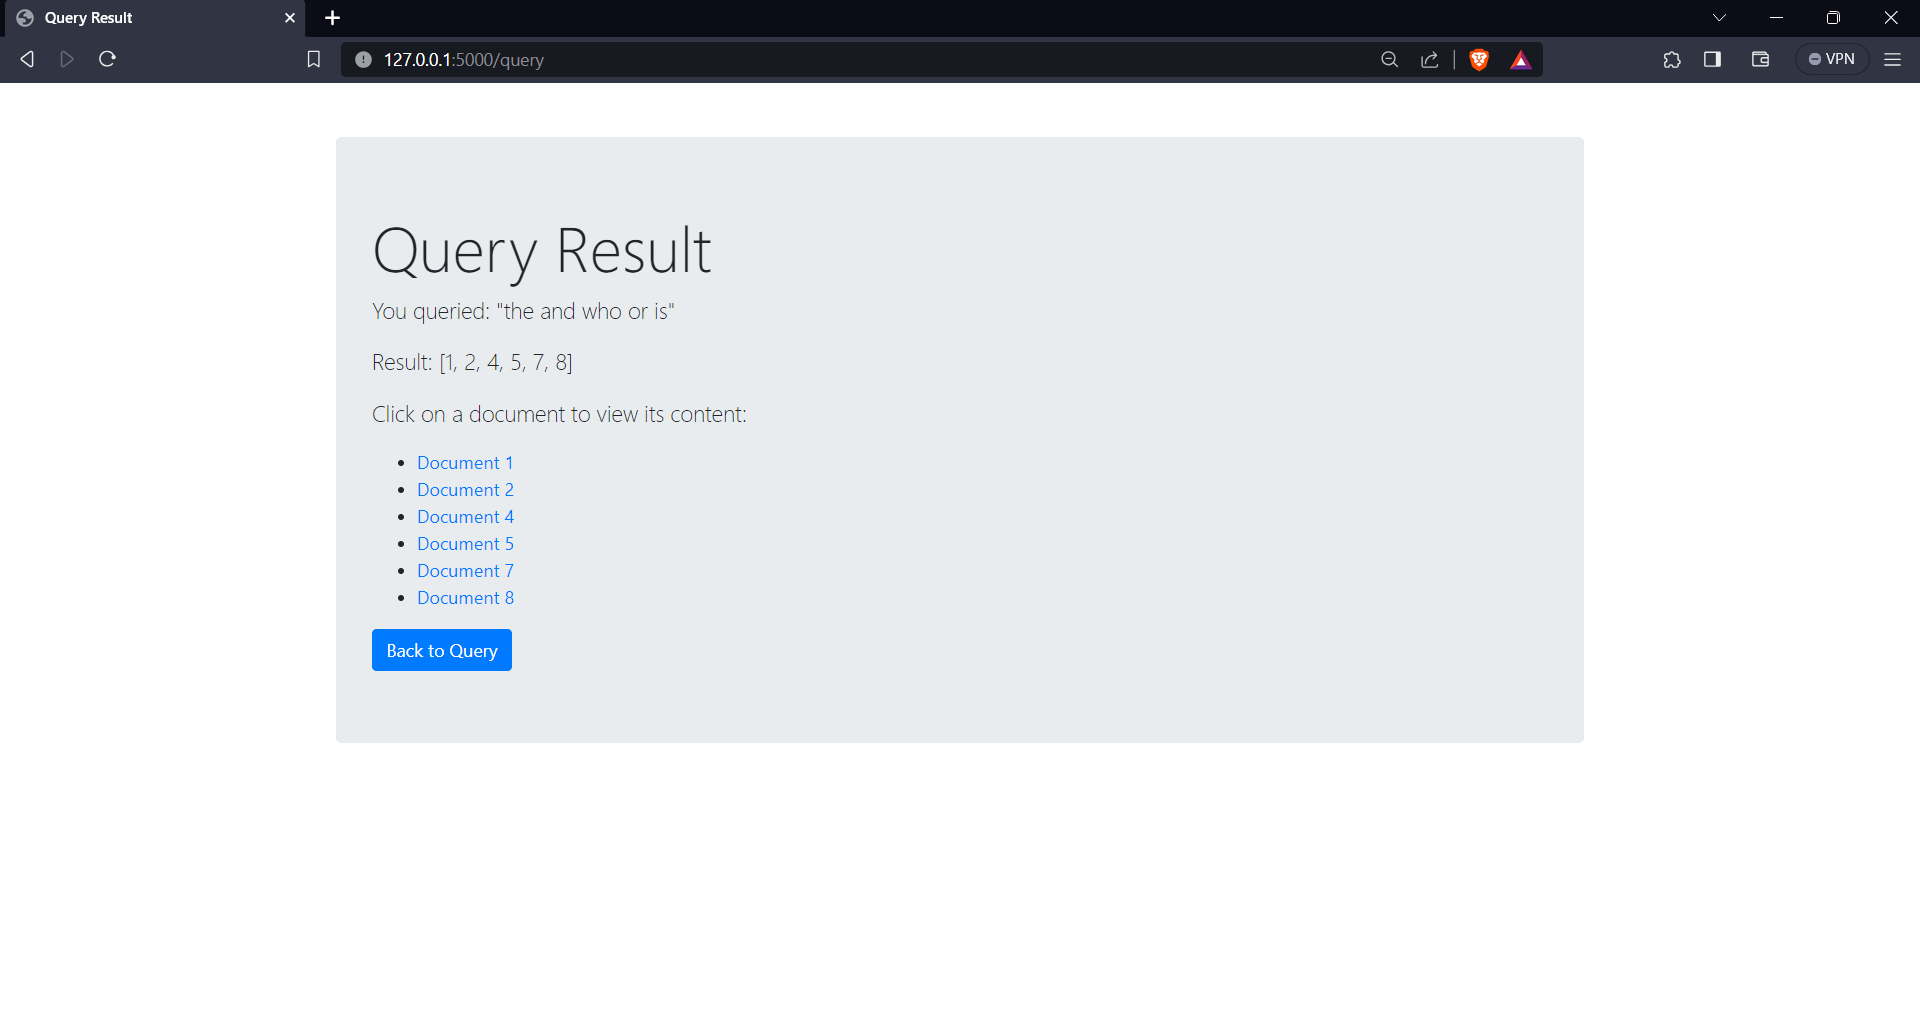 Query Result
127.0.0.1:5000/query
VPN
Query Result
You queried: "the and who or is"
Result: [1, 2, 4, 5, 7, 8]
Click on a document to view its content:
Document 1
Document 2
Document 4
Document 5
Document 7
Document 8
Back to Query